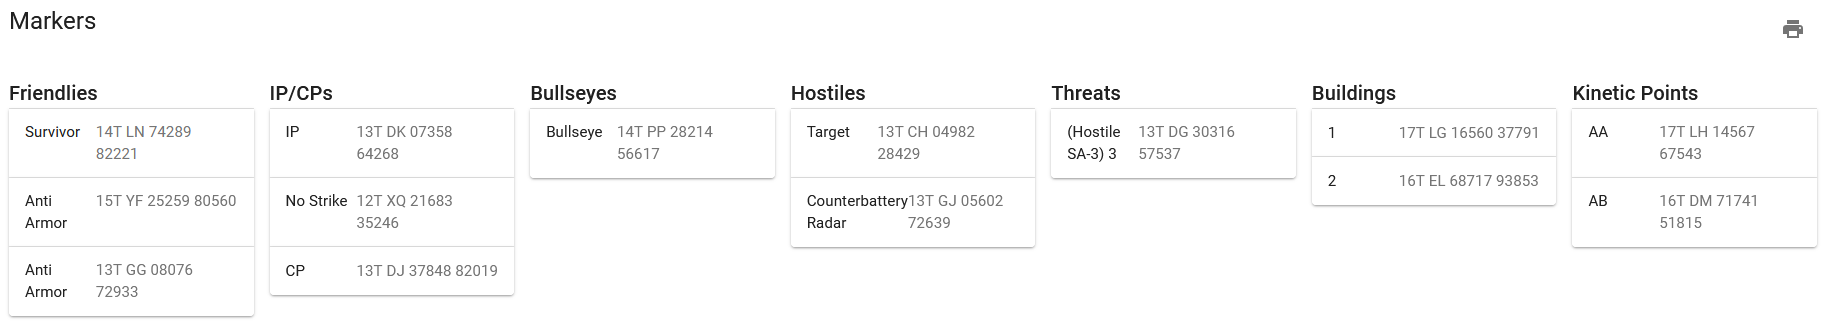 Markers
Friendlies
Survivor 14T LN 74289
82221
Anti 15T YF 25259 80560
Armor
Anti 13T GG 08076
Armor 72933
IP/CPs
IP 13T DK 07358
64268
No Strike 12T XQ 21683
35246
CP 13T DJ 37848 82019
Bullseyes
Bullseye 14T PP 28214
56617
Hostiles
Target 13T CH 04982
28429
Counterbattery 13T GJ 05602
Radar 72639
Threats
(Hostile 13T DG 30316
SA-3) 3 57537
Buildings
1 17T LG 16560 37791
2 16T EL 68717 93853
Kinetic Points
AA 17T LH 14567
67543
AB 16T DM 71741
51815